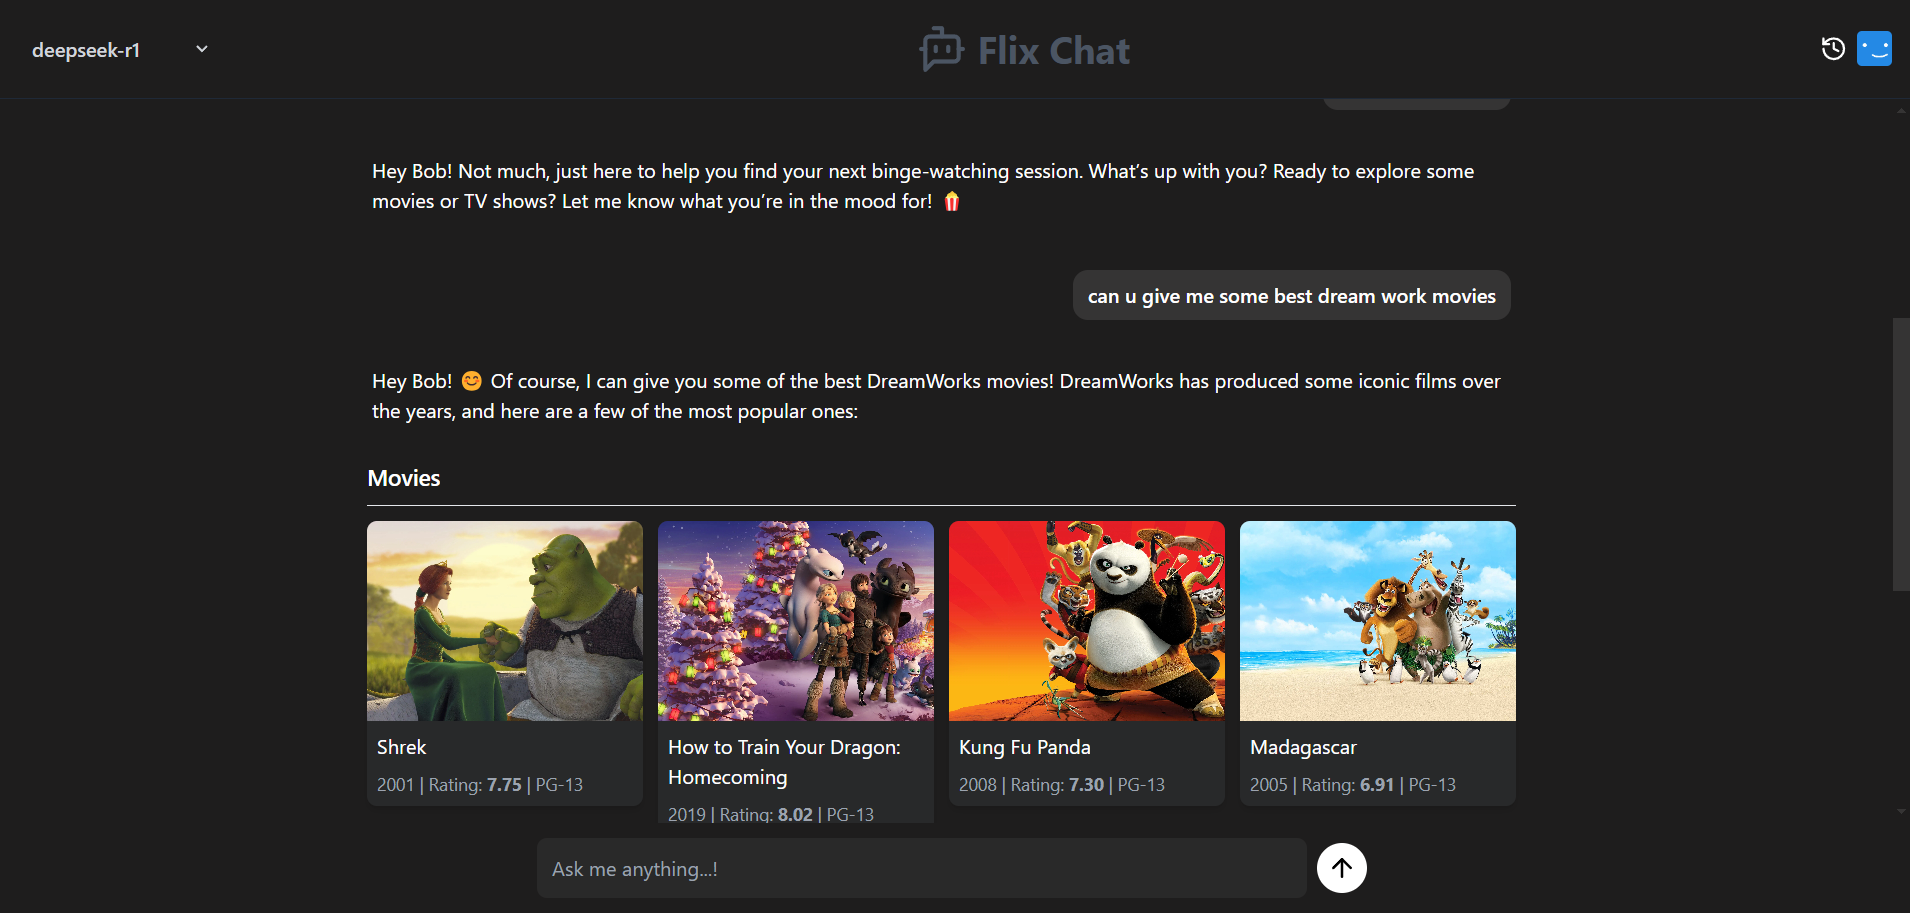 deepseek-r1
Flix Chat
Hey Bob! Not much, just here to help you find your next binge-watching session. What’s up with you? Ready to explore some
movies or TV shows? Let me know what you’re in the mood for! 🍿
can u give me some best dream work movies
Hey Bob! 😊 Of course, I can give you some of the best DreamWorks movies! DreamWorks has produced some iconic films over
the years, and here are a few of the most popular ones:
Movies
Shrek
2001 | Rating: 7.75 | PG-13
How to Train Your Dragon:
Homecoming
2019 | Rating: 8.02 | PG-13
Kung Fu Panda
2008 | Rating: 7.30 | PG-13
Madagascar
2005 | Rating: 6.91 | PG-13
Ask me anything...!